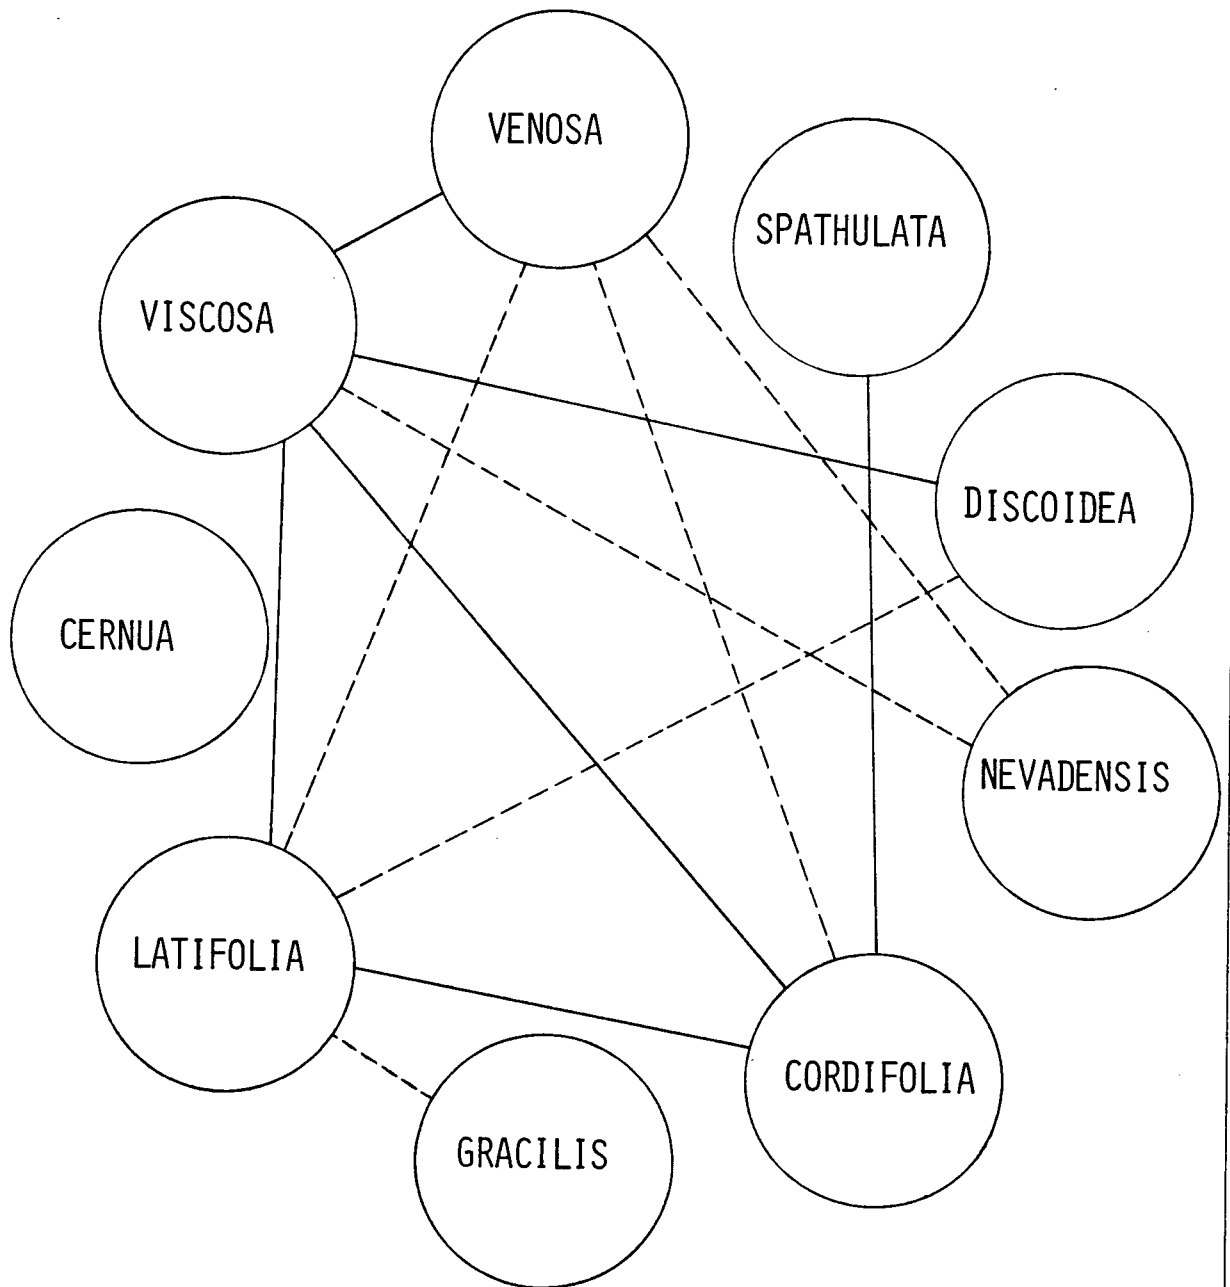 VENOSA
SPATHULATA
VISCOSA
DISCOIDEA
CERNUA
NEVADENSIS
LATIFOLIA
CORDIFOLIA
GRACILIS